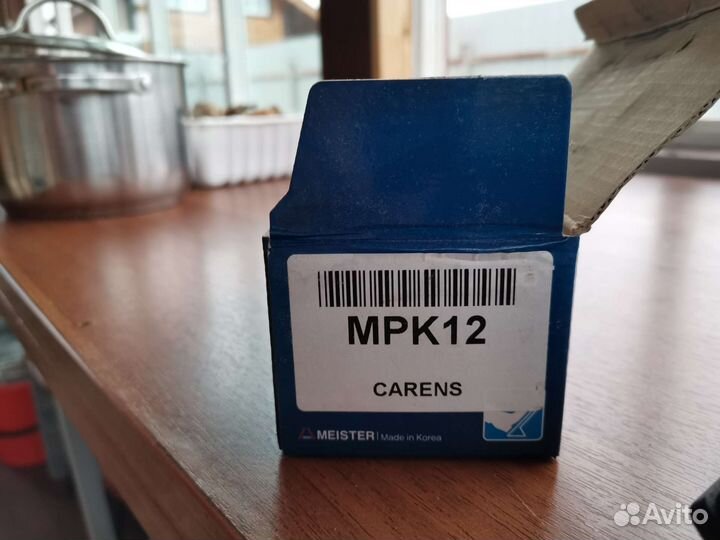 MPK12
CARENS
MEISTER | Made in Korea
Avito